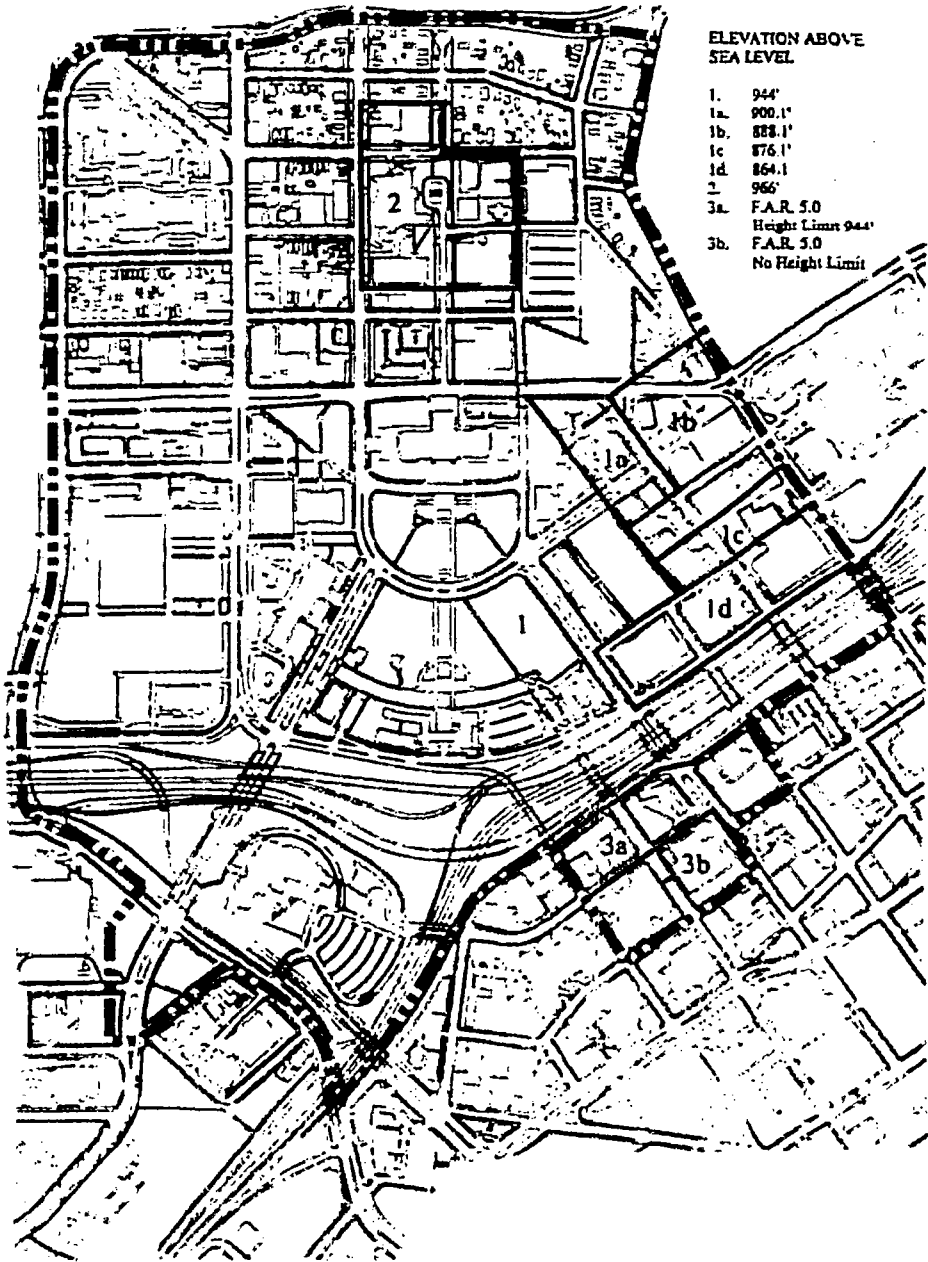 ELEVATION ABOVE
SEA LEVEL
1. 944'
1a. 900.1'
1b. 888.1'
1c 876.1'
1d. 864.1
2. 966'
3a. F.A.R. 5.0
Height Limit 944'
3b. F.A.R. 5.0
No Height Limit
2
1b
1a
1c
1d
1
3a
3b